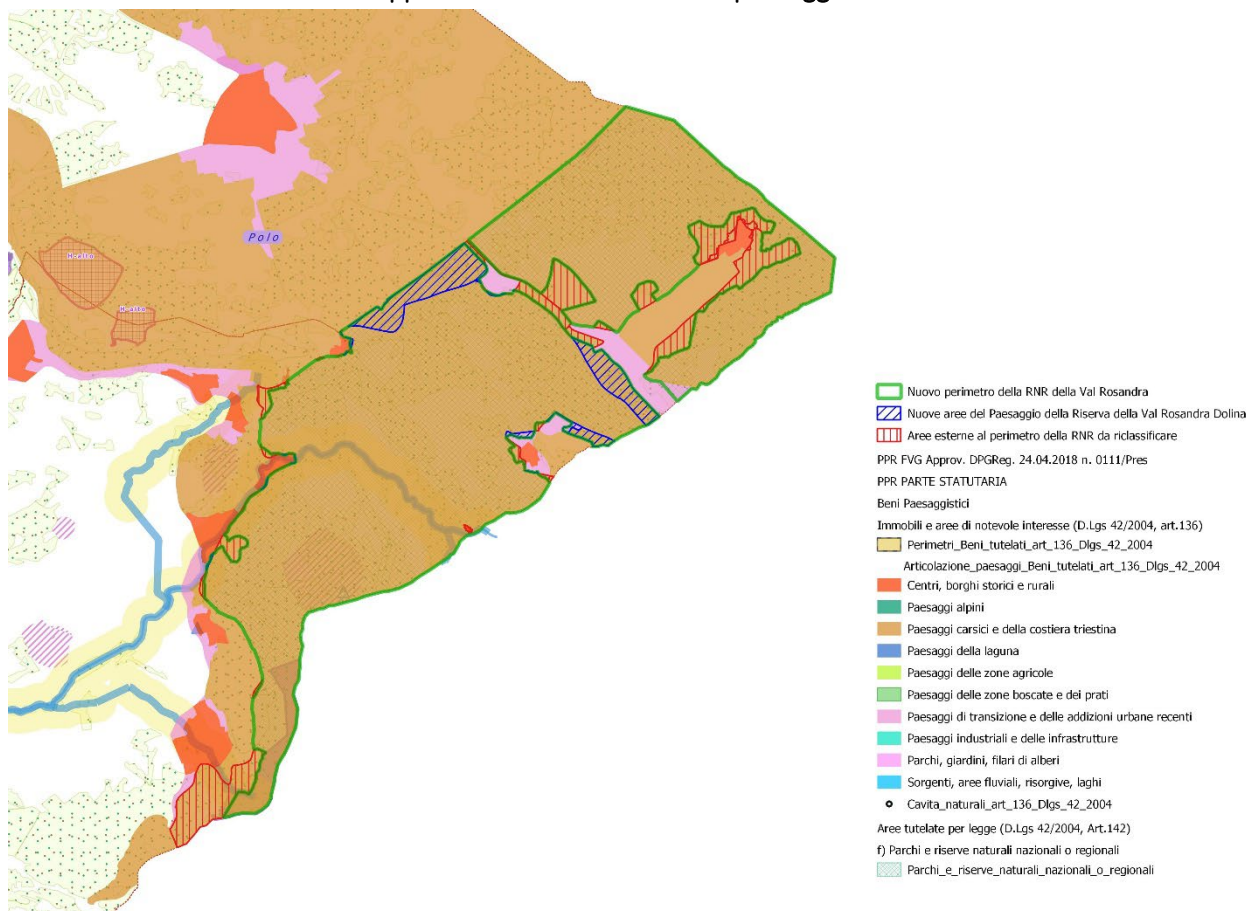 Polo
H-alto
H-alto
Nuovo perimetro della RNR della Val Rosandra
Nuove aree del Paesaggio della Riserva della Val Rosandra Dolina
Aree esterne al perimetro della RNR da riclassificare
PPR FVG Approv. DPGReg. 24.04.2018 n. 0111/Pres
PPR PARTE STATUTARIA
Beni Paesaggistici
Immobili e aree di notevole interesse (D.Lgs 42/2004, art.136)
Perimetri_Beni_tutelati_art_136_Dlgs_42_2004
Articolazione_paesaggi_Beni_tutelati_art_136_Dlgs_42_2004
Centri, borghi storici e rurali
Paesaggi alpini
Paesaggi carsici e della costiera triestina
Paesaggi della laguna
Paesaggi delle zone agricole
Paesaggi delle zone boscate e dei prati
Paesaggi di transizione e delle addizioni urbane recenti
Paesaggi industriali e delle infrastrutture
Parchi, giardini, filari di alberi
Sorgenti, aree fluviali, risorgive, laghi
Cavita_naturali_art_136_Dlgs_42_2004
Aree tutelate per legge (D.Lgs 42/2004, Art.142)
f) Parchi e riserve naturali nazionali o regionali
Parchi_e_riserve_naturali_nazionali_o_regionali